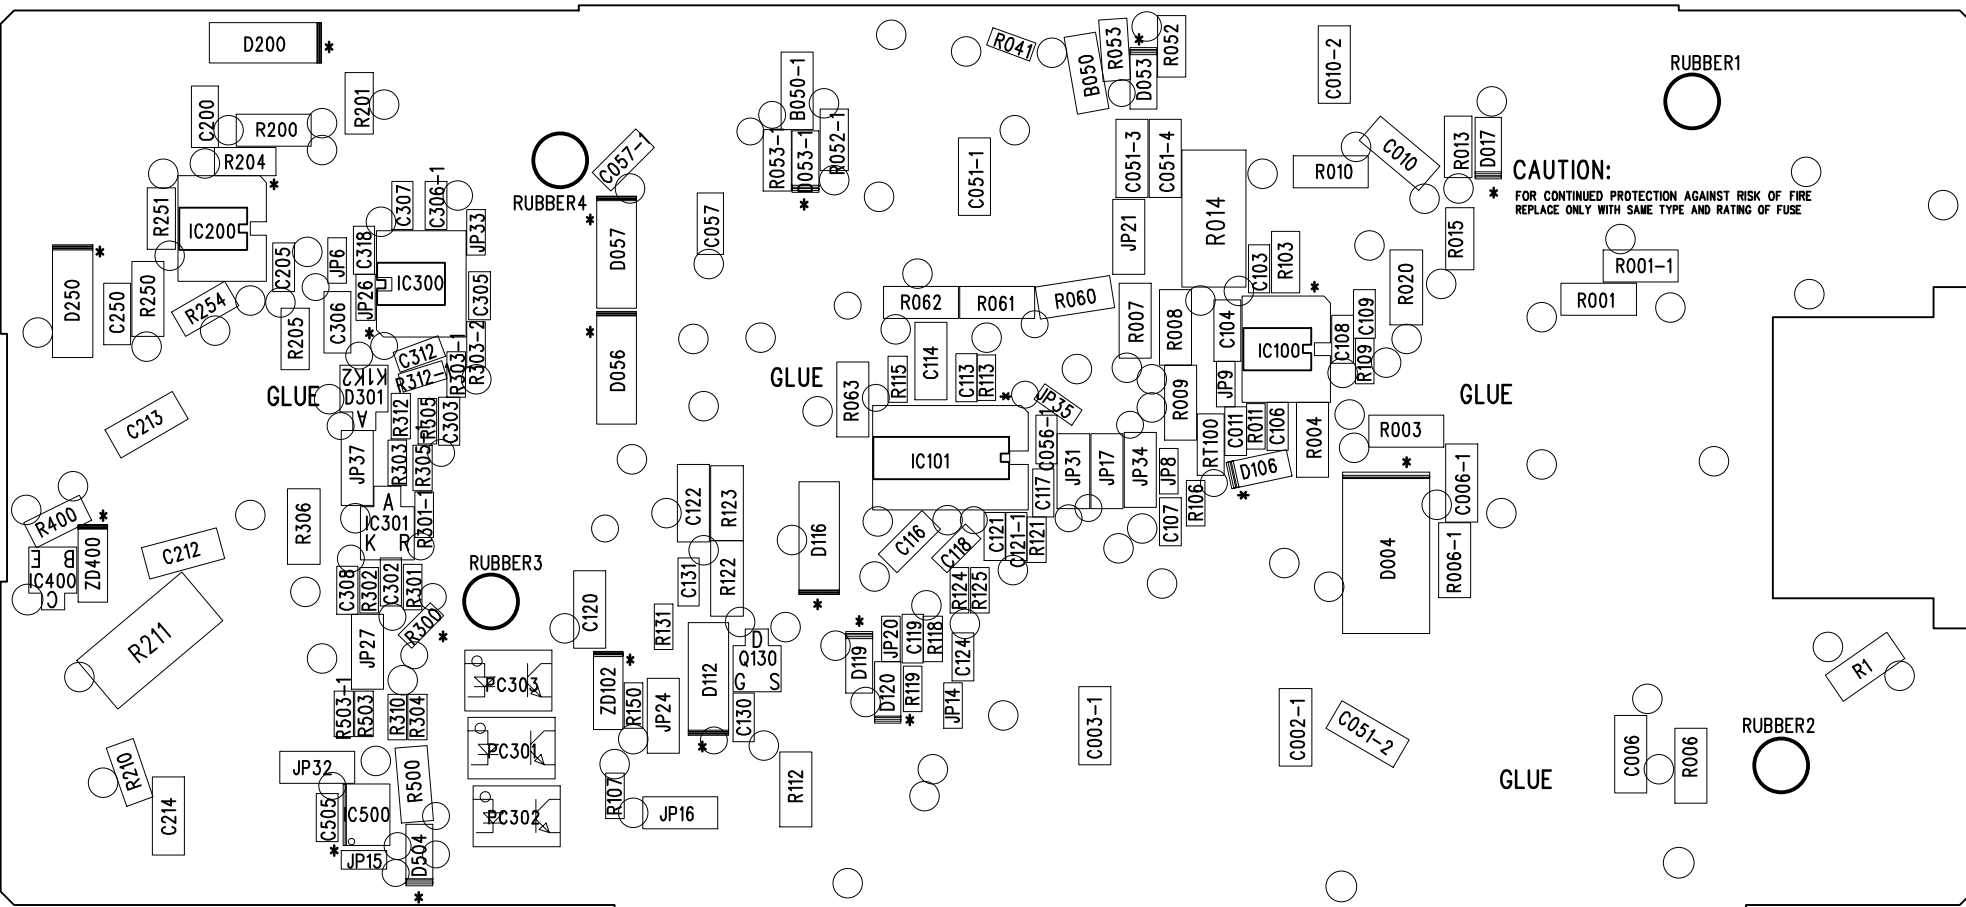 D200 *
R041
B050
R053
*
D053
R052
C010-2
RUBBER1
C200
R200
R201
B050-1
R204
*
C057-1
R053-1
D053-1
R052-1
*
C051-1
C051-3
C051-4
R010
C010
R013
D017
*
CAUTION:
FOR CONTINUED PROTECTION AGAINST RISK OF FIRE
REPLACE ONLY WITH SAME TYPE AND RATING OF FUSE
RUBBER4
R251
IC200
C307
C306-1
JP33
*
D057
C057
JP21
R014
R015
*
D250
C250
R250
R254
C205
JP6
C318
JP26
IC300
C305
R062
R061
R060
C103
R103
*
R020
R001-1
R001
R205
C306
*
C312
R312-1
R303-1
R303-2
*
D056
R007
R008
C104
IC100
C108
C109
R109
K1K2
D301
A
GLUE
GLUE
R063
R115
C114
C113
R113
*
JP35
JP9
GLUE
C213
R312
R305
C303
R009
RT100
C011
R011
C106
R004
R003
JP37
R303
R305-1
IC101
C056-1
C117
JP31
JP17
JP34
JP8
D106
*
*
D004
C006-1
R400
*
ZD400
E B
IC400
C
C212
R306
A
IC301
K R
R301-1
C122
R123
D116
*
C116
C118
C121
C121-1
R121
C107
R106
R006-1
RUBBER3
R211
C308
R302
C302
R301
R300
*
C120
C131
R122
R124
R125
JP27
R131
D
Q130
G S
D112
*
*
D119
JP20
C119
R118
C124
PC303
ZD102
*
R150
JP24
C130
D120
*
R119
JP14
R1
R503-1
R503
R310
R304
C003-1
C002-1
C051-2
RUBBER2
PC301
R210
C214
JP32
R500
R107
JP16
R112
C006
R006
GLUE
C505
*
IC500
JP15
D504
*
PC302